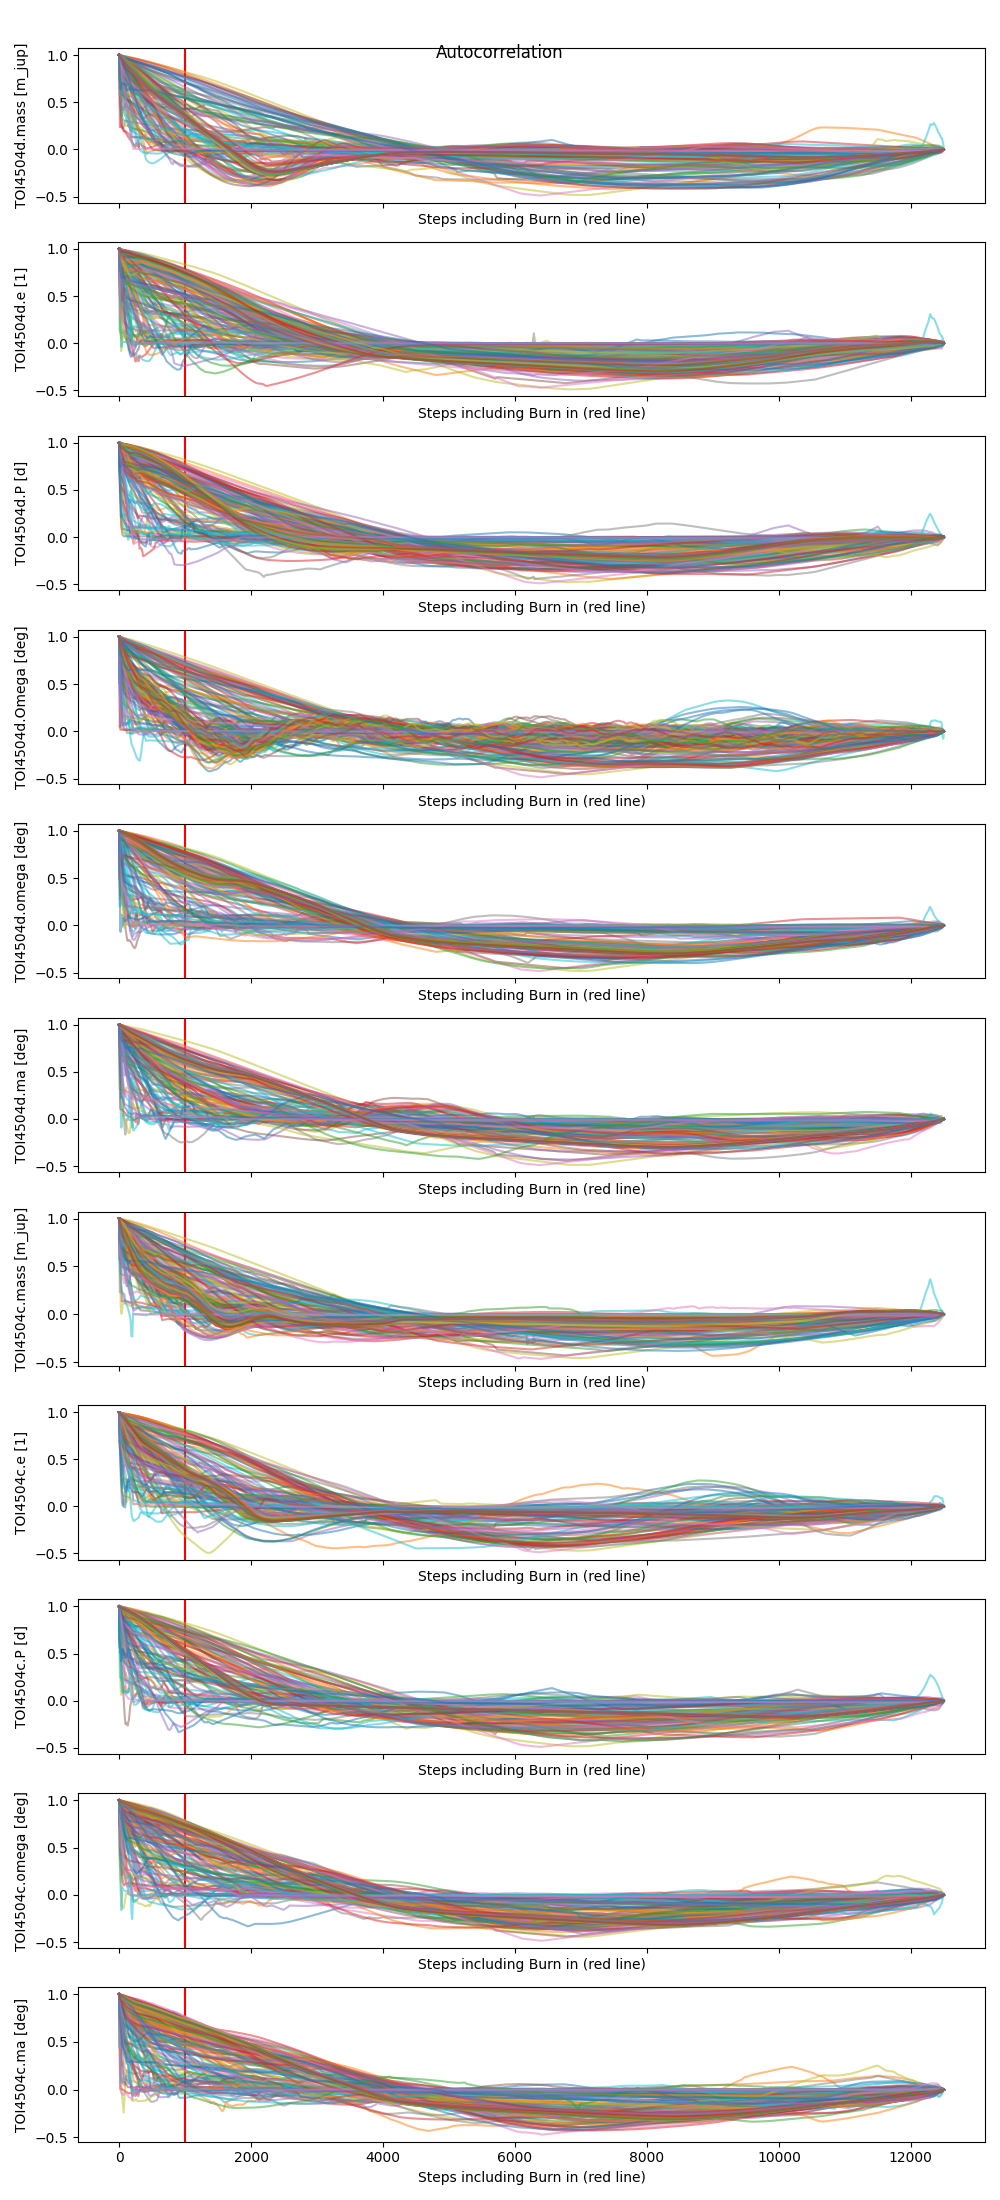 Autocorrelation
TOI4504d.mass [m_jup]
1.0
0.5
0.0
−0.5
Steps including Burn in (red line)
TOI4504d.e [1]
1.0
0.5
0.0
−0.5
Steps including Burn in (red line)
TOI4504d.P [d]
1.0
0.5
0.0
−0.5
Steps including Burn in (red line)
TOI4504d.Omega [deg]
1.0
0.5
0.0
−0.5
Steps including Burn in (red line)
TOI4504d.omega [deg]
1.0
0.5
0.0
−0.5
Steps including Burn in (red line)
TOI4504d.ma [deg]
1.0
0.5
0.0
−0.5
Steps including Burn in (red line)
TOI4504c.mass [m_jup]
1.0
0.5
0.0
−0.5
Steps including Burn in (red line)
TOI4504c.e [1]
1.0
0.5
0.0
−0.5
Steps including Burn in (red line)
TOI4504c.P [d]
1.0
0.5
0.0
−0.5
Steps including Burn in (red line)
TOI4504c.omega [deg]
1.0
0.5
0.0
−0.5
Steps including Burn in (red line)
TOI4504c.ma [deg]
1.0
0.5
0.0
−0.5
0 2000 4000 6000 8000 10000 12000
Steps including Burn in (red line)